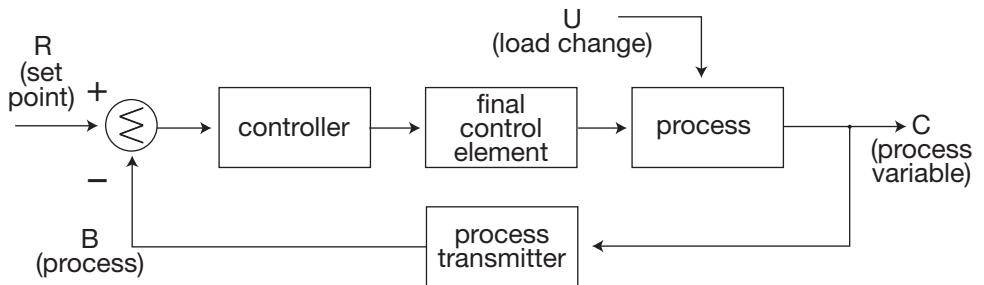 U
(load change)
R
(set
point)
+
controller
final
control
element
process
C
(process
variable)
−
B
(process)
process
transmitter